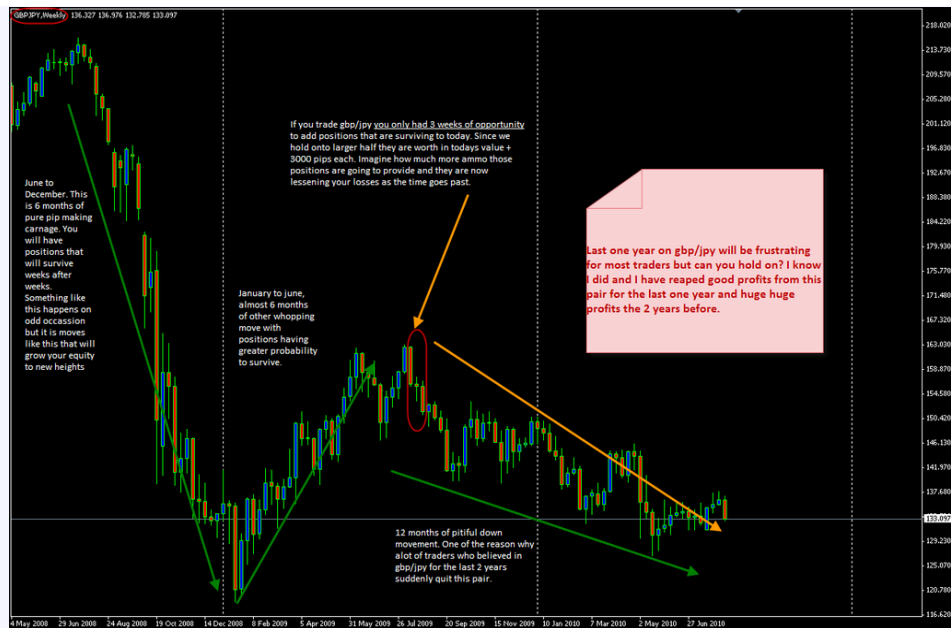 GBPJPY,Weekly 136.327 136.976 132.785 133.097
218.020
213.730
209.570
205.280
201.120
196.830
192.670
188.380
184.220
179.930
175.770
171.480
167.320
163.030
158.870
154.580
150.420
146.130
141.970
137.680
133.097
129.230
125.070
120.780
116.620
If you trade gbp/jpy you only had 3 weeks of opportunity
to add positions that are surviving to today. Since we
hold onto larger half they are worth in todays value +
3000 pips each. Imagine how much more ammo those
positions are going to provide and they are now
lessening your losses as the time goes past.
June to
December. This
is 6 months of
pure pip making
carnage. You
will have
positions that
will survive
weeks after
weeks.
Something like
this happens on
odd occassion
but it is moves
like this that will
grow your equity
to new heights
Last one year on gbp/jpy will be frustrating
for most traders but can you hold on? I know
I did and I have reaped good profits from this
pair for the last one year and huge huge
profits the 2 years before.
January to june,
almost 6 months
of other whopping
move with
positions having
greater probability
to survive.
12 months of pitiful down
movement. One of the reason why
alot of traders who believed in
gbp/jpy for the last 2 years
suddenly quit this pair.
4 May 2008 29 Jun 2008 24 Aug 2008 19 Oct 2008 14 Dec 2008 8 Feb 2009 5 Apr 2009 31 May 2009 26 Jul 2009 20 Sep 2009 15 Nov 2009 10 Jan 2010 7 Mar 2010 2 May 2010 27 Jun 2010